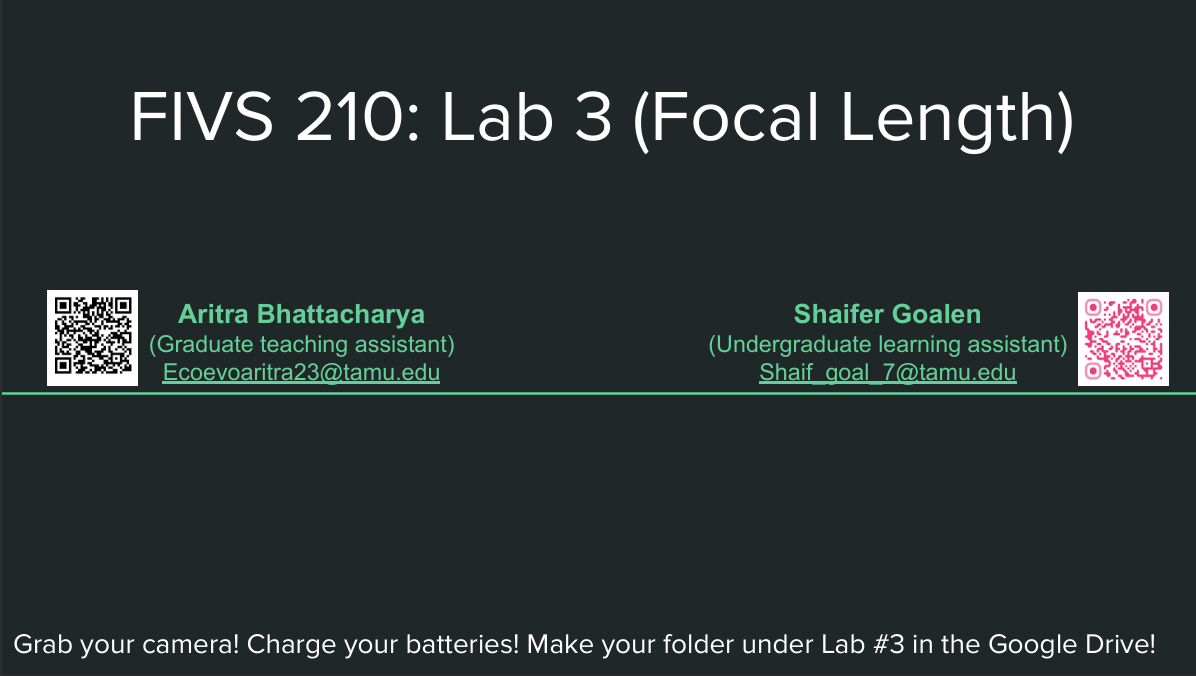 FIVS 210: Lab 3 (Focal Length)
Aritra Bhattacharya
(Graduate teaching assistant)
Ecoevoaritra23@tamu.edu
Shaifer Goalen
(Undergraduate learning assistant)
Shaif_goal_7@tamu.edu
Grab your camera! Charge your batteries! Make your folder under Lab #3 in the Google Drive!